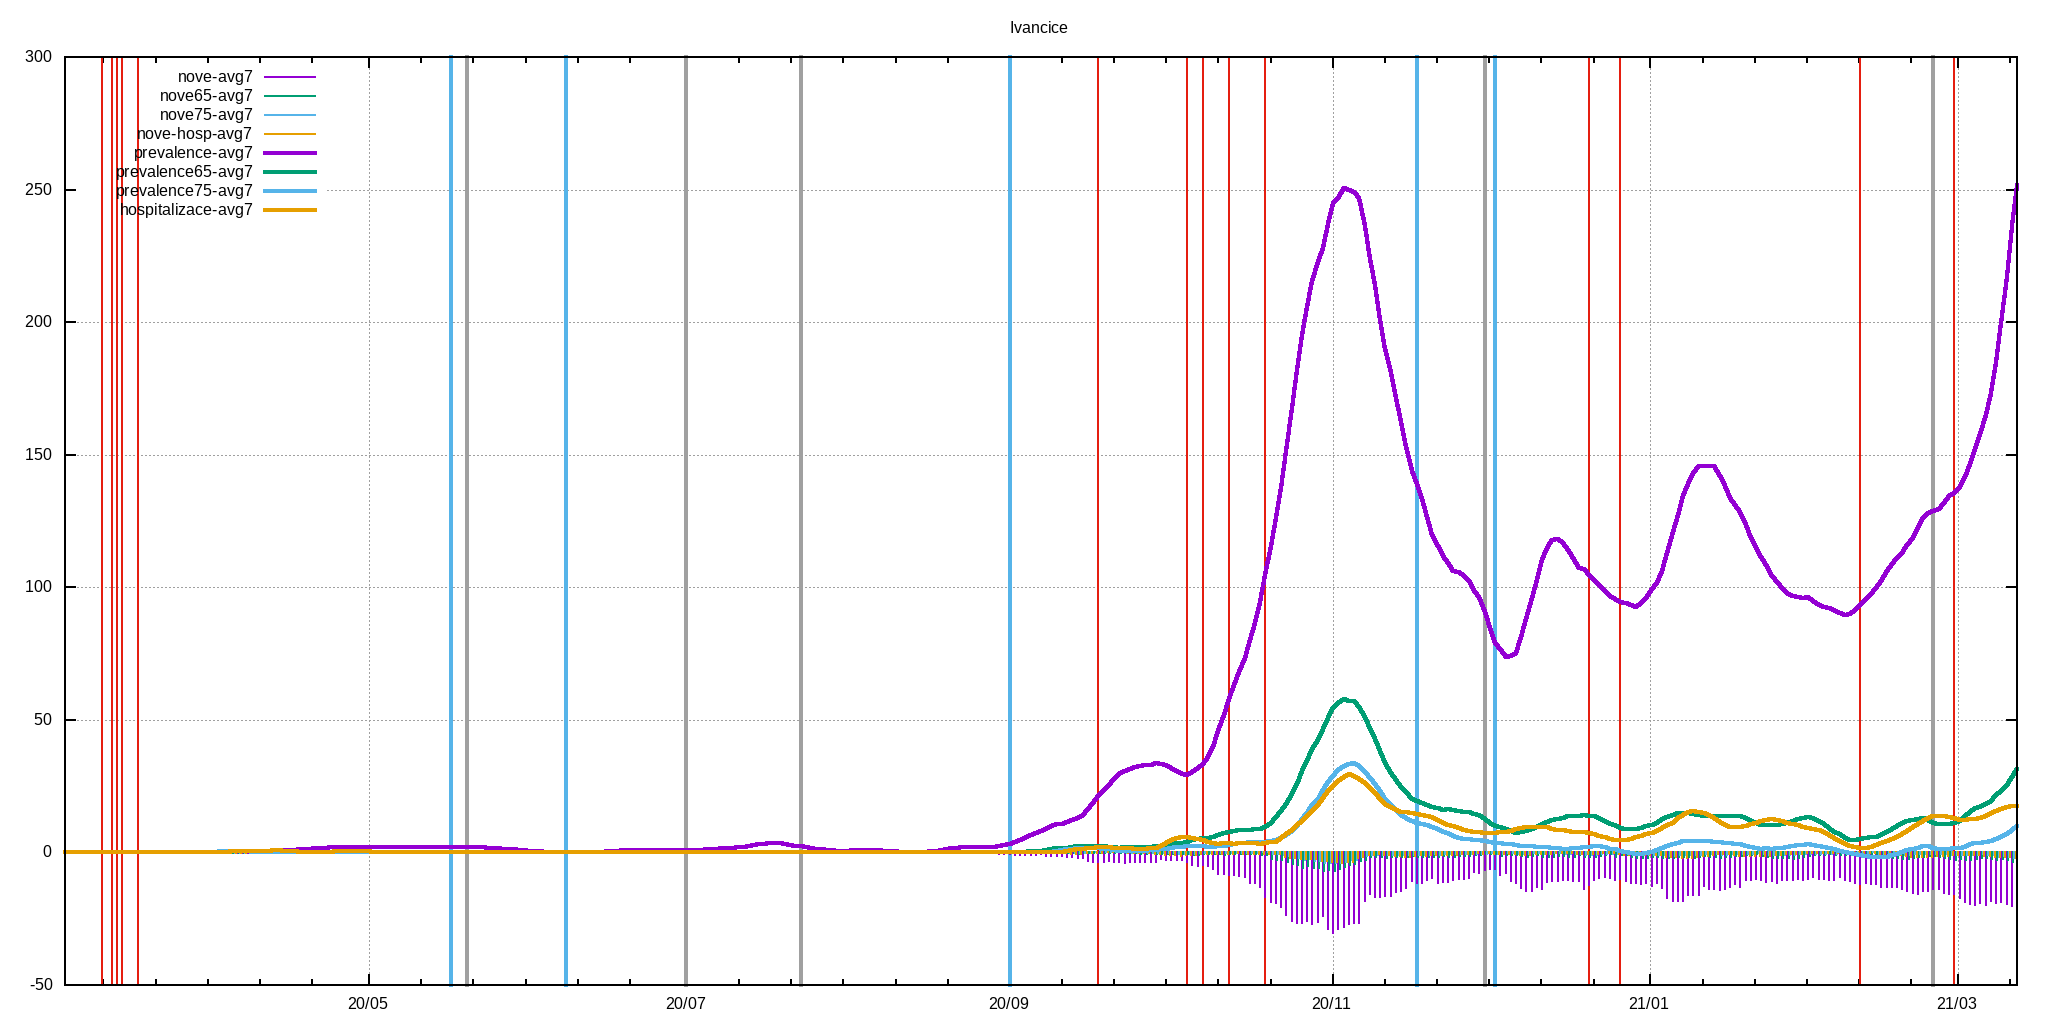 Ivancice
300
250
200
150
100
50
0
-50
nove-avg7
nove65-avg7
nove75-avg7
nove-hosp-avg7
prevalence-avg7
prevalence65-avg7
prevalence75-avg7
hospitalizace-avg7
20/05 20/07 20/09 20/11 21/01 21/03